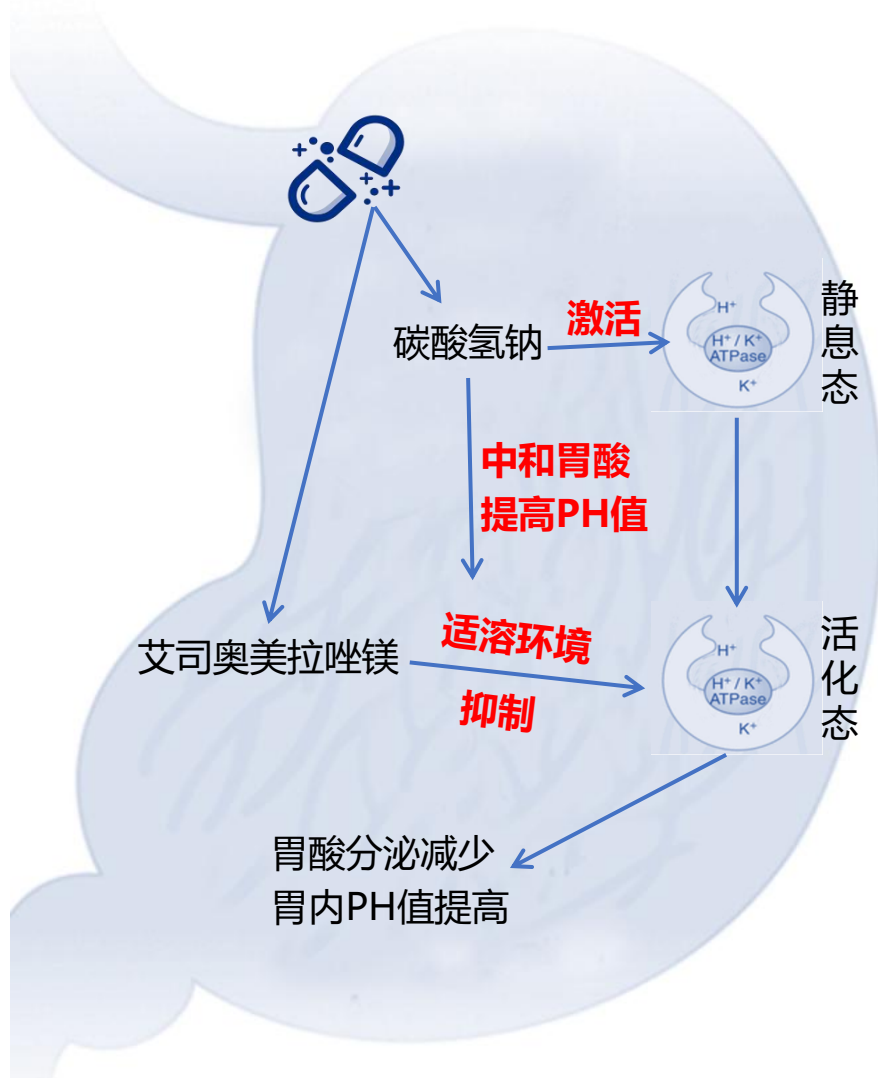 碳酸氢钠
激活
H⁺
H⁺ / K⁺
ATPase
K⁺
静息态
中和胃酸
提高PH值
艾司奥美拉唑镁
适溶环境
抑制
H⁺
H⁺ / K⁺
ATPase
K⁺
活化态
胃酸分泌减少
胃内PH值提高